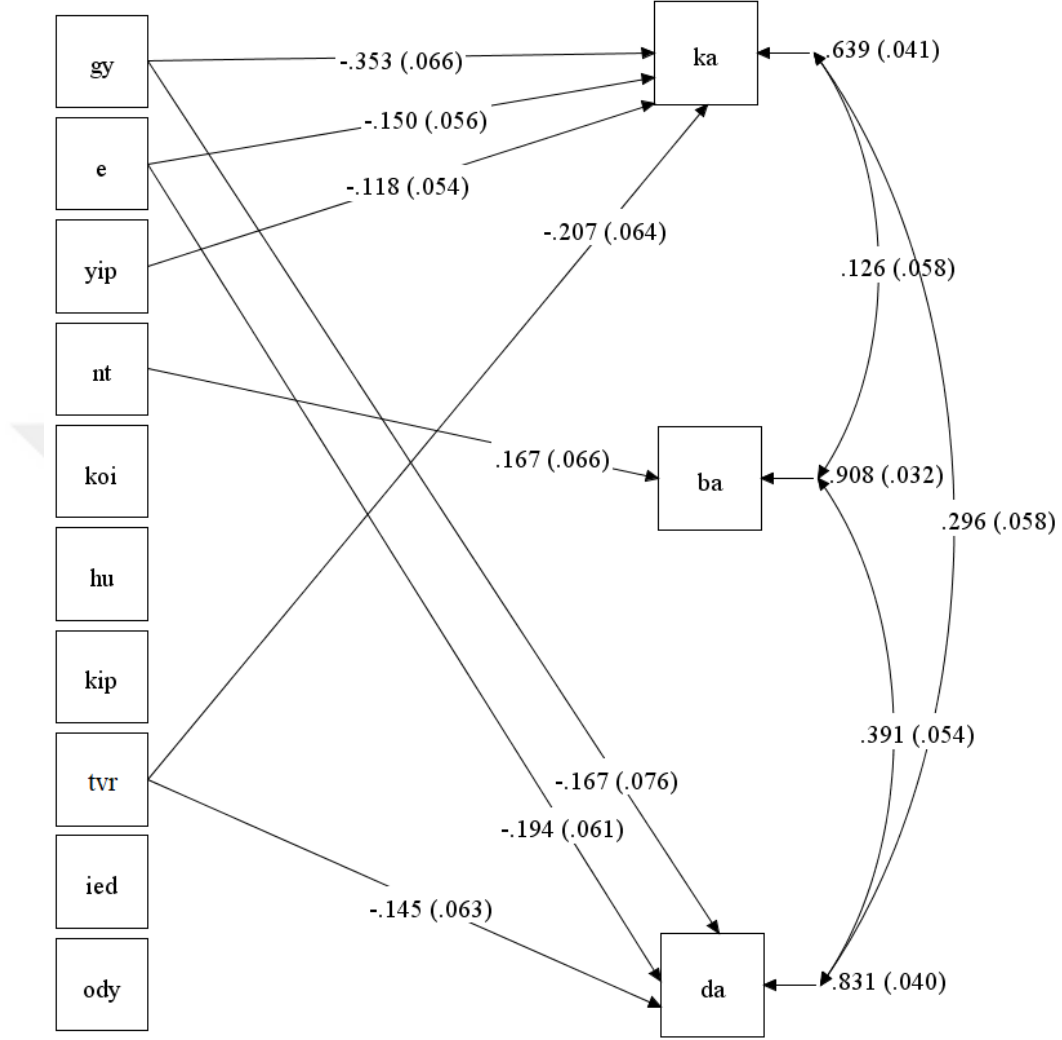 gy
e
yip
nt
koi
hu
kip
tvr
ied
ody
-.353 (.066)
-.150 (.056)
-.118 (.054)
-.207 (.064)
.167 (.066)
-.167 (.076)
-.194 (.061)
-.145 (.063)
ka
ba
da
.639 (.041)
.126 (.058)
.908 (.032)
.296 (.058)
.391 (.054)
.831 (.040)